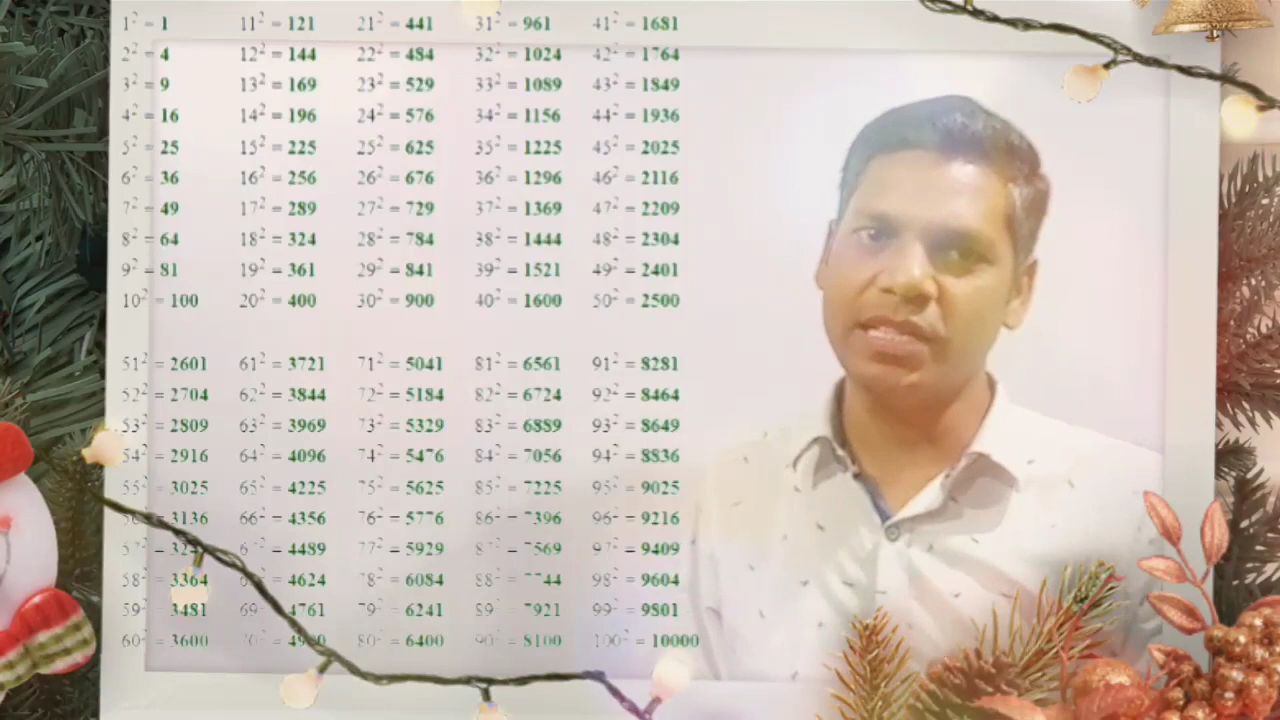 1² = 1 11² = 121 21² = 441 31² = 961 41² = 1681
2² = 4 12² = 144 22² = 484 32² = 1024 42² = 1764
3² = 9 13² = 169 23² = 529 33² = 1089 43² = 1849
4² = 16 14² = 196 24² = 576 34² = 1156 44² = 1936
5² = 25 15² = 225 25² = 625 35² = 1225 45² = 2025
6² = 36 16² = 256 26² = 676 36² = 1296 46² = 2116
7² = 49 17² = 289 27² = 729 37² = 1369 47² = 2209
8² = 64 18² = 324 28² = 784 38² = 1444 48² = 2304
9² = 81 19² = 361 29² = 841 39² = 1521 49² = 2401
10² = 100 20² = 400 30² = 900 40² = 1600 50² = 2500
51² = 2601 61² = 3721 71² = 5041 81² = 6561 91² = 8281
52² = 2704 62² = 3844 72² = 5184 82² = 6724 92² = 8464
53² = 2809 63² = 3969 73² = 5329 83² = 6889 93² = 8649
54² = 2916 64² = 4096 74² = 5476 84² = 7056 94² = 8836
55² = 3025 65² = 4225 75² = 5625 85² = 7225 95² = 9025
= 3136 66² = 4356 76² = 5776 86² = 7396 96² = 9216
= = 4489 77² = 5929 = 7569 97² = 9409
58² = 3364 = 4624 78² = 6084 88² = 98² = 9604
59² = 3481 69² = 4761 79² = 6241 89² = 7921 99² = 9801
60² = 3600 = 80² = 6400 90² = 8100 100² = 10000